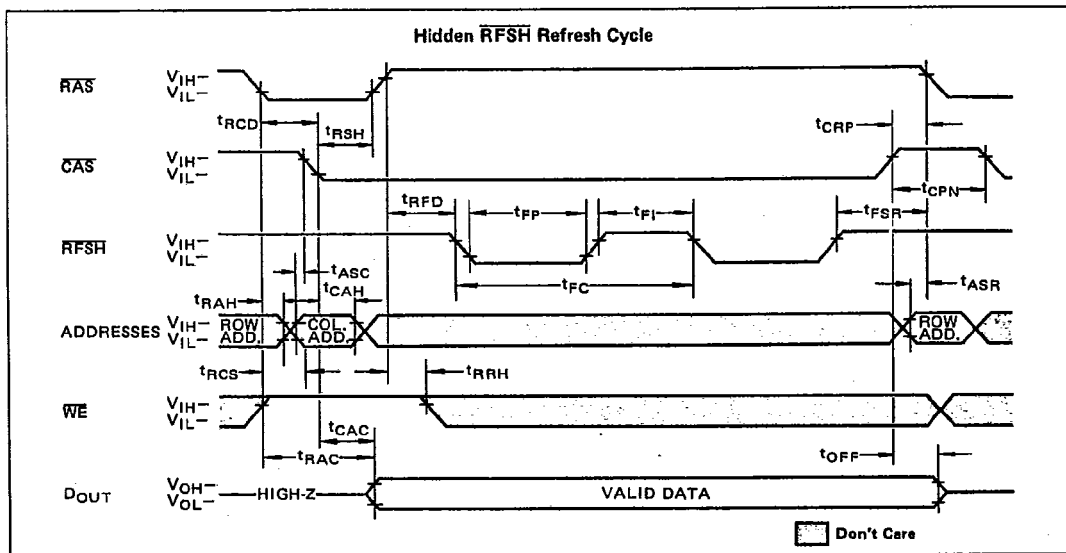 Hidden RFSH Refresh Cycle
RAS
VIH–
VIL–
tRCD
tRSH
tCRP
CAS
VIH–
VIL–
tCPN
tRFD
tFP
tFI
tFSR
RFSH
VIH–
VIL–
tASC
tFC
tRAH
tCAH
tASR
ADDRESSES
VIH–
VIL–
ROW ADD.
COL. ADD.
ROW ADD.
tRCS
tRRH
WE
VIH–
VIL–
tCAC
tRAC
tOFF
DOUT
VOH–
VOL–
HIGH-Z
VALID DATA
Don't Care